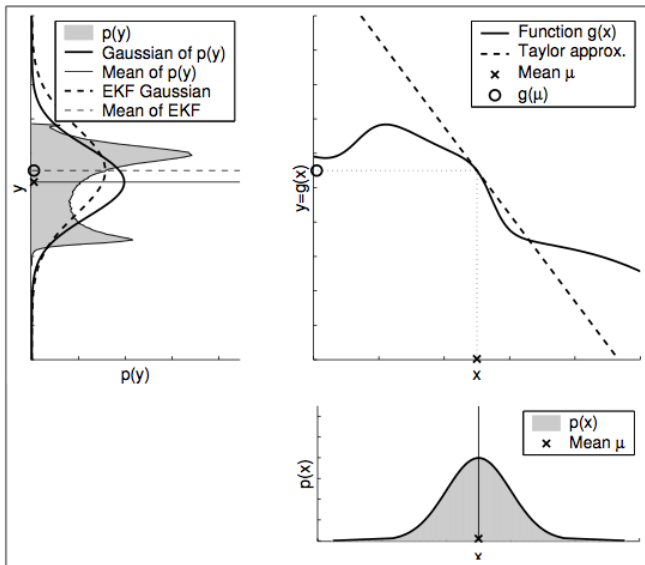 p(y)
Gaussian of p(y)
Mean of p(y)
EKF Gaussian
Mean of EKF
y
p(y)
Function g(x)
Taylor approx.
Mean μ
g(μ)
y=g(x)
x
p(x)
Mean μ
p(x)
x